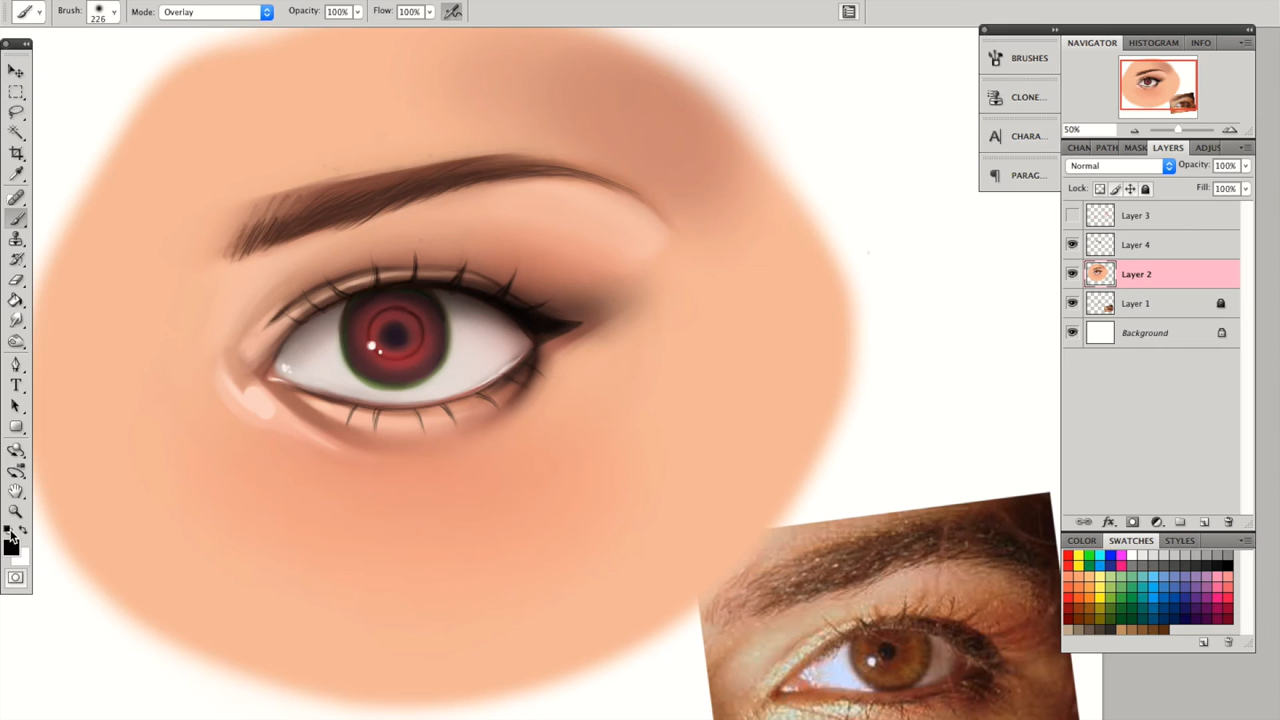 Brush: 226 Mode: Overlay Opacity: 100% Flow: 100%
NAVIGATOR HISTOGRAM INFO
BRUSHES
CLONE...
A| CHARA...
PARAG...
50%
CHAN PATH MASK LAYERS ADJUS
Normal Opacity: 100%
Lock: Fill: 100%
Layer 3
Layer 4
Layer 2
Layer 1
Background
fx
COLOR SWATCHES STYLES
T